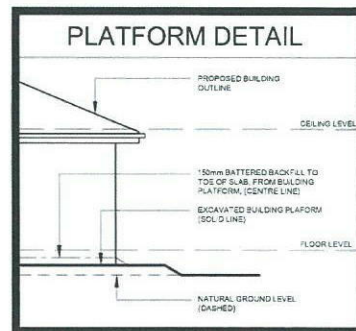 PLATFORM DETAIL
PROPOSED BUILDING
OUTLINE
CEILING LEVEL
150mm BATTERED BACKFILL TO
TOE OF SLAB, FROM BUILDING
PLATFORM, (CENTRE LINE)
EXCAVATED BUILDING PLAFORM
(SOLID LINE)
FLOOR LEVEL
NATURAL GROUND LEVEL
(DASHED)